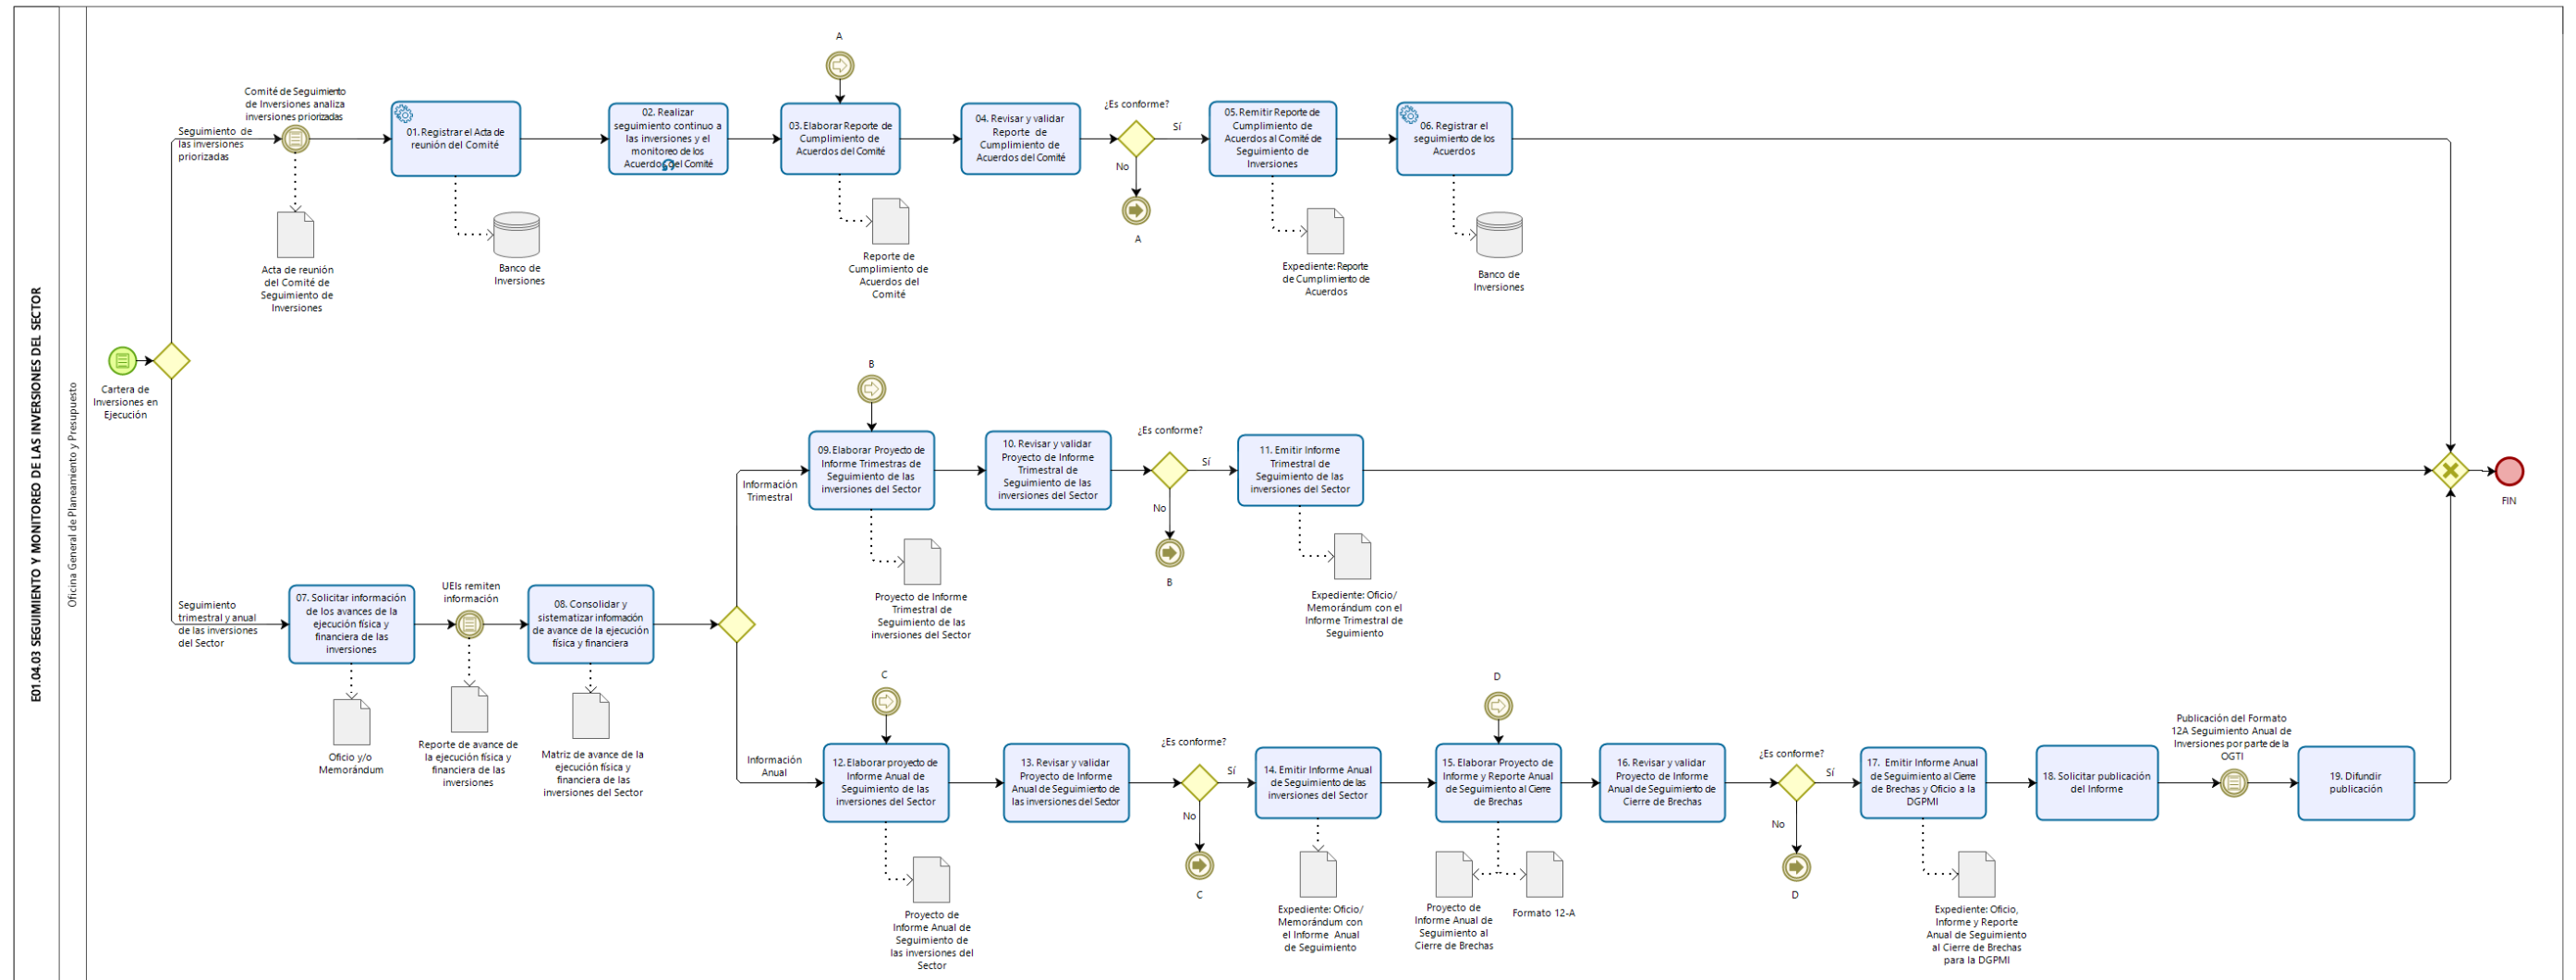 E01.04.03 SEGUIMIENTO Y MONITOREO DE LAS INVERSIONES DEL SECTOR
Oficina General de Planeamiento y Presupuesto
Cartera de
Inversiones en
Ejecución
Seguimiento de
las inversiones
priorizadas
Comité de Seguimiento
de Inversiones analiza
inversiones priorizadas
Acta de reunión
del Comité de
Seguimiento de
Inversiones
01. Registrar el Acta de
reunión del Comité
Banco de
Inversiones
02. Realizar
seguimiento continuo a
las inversiones y el
monitoreo de los
Acuerdos del Comité
A
03. Elaborar Reporte de
Cumplimiento de
Acuerdos del Comité
Reporte de
Cumplimiento de
Acuerdos del
Comité
04. Revisar y validar
Reporte de
Cumplimiento de
Acuerdos del Comité
¿Es conforme?
Sí
No
A
05. Remitir Reporte de
Cumplimiento de
Acuerdos al Comité de
Seguimiento de
Inversiones
Expediente: Reporte
de Cumplimiento de
Acuerdos
06. Registrar el
seguimiento de los
Acuerdos
Banco de
Inversiones
Seguimiento
trimestral y anual
de las inversiones
del Sector
07. Solicitar información
de los avances de la
ejecución física y
financiera de las
inversiones
Oficio y/o
Memorándum
UEIs remiten
información
Reporte de avance de
la ejecución física y
financiera de las
inversiones
08. Consolidar y
sistematizar información
de avance de la ejecución
física y financiera
Matriz de avance de la
ejecución física y
financiera de las
inversiones del Sector
Información
Trimestral
B
09. Elaborar Proyecto de
Informe Trimestras de
Seguimiento de las
inversiones del Sector
Proyecto de Informe
Trimestral de
Seguimiento de las
inversiones del Sector
10. Revisar y validar
Proyecto de Informe
Trimestral de
Seguimiento de las
inversiones del Sector
¿Es conforme?
Sí
No
B
11. Emitir Informe
Trimestral de
Seguimiento de las
inversiones del Sector
Expediente: Oficio/
Memorándum con el
Informe Trimestral de
Seguimiento
FIN
Información
Anual
C
12. Elaborar proyecto de
Informe Anual de
Seguimiento de las
inversiones del Sector
Proyecto de
Informe Anual de
Seguimiento de
las inversiones del
Sector
13. Revisar y validar
Proyecto de Informe
Anual de Seguimiento de
las inversiones del Sector
¿Es conforme?
Sí
No
C
14. Emitir Informe Anual
de Seguimiento de las
inversiones del Sector
Expediente: Oficio/
Memorándum con
el Informe Anual
de Seguimiento
D
15. Elaborar Proyecto de
Informe y Reporte Anual
de Seguimiento al Cierre
de Brechas
Proyecto de
Informe Anual de
Seguimiento al
Cierre de Brechas
Formato 12-A
16. Revisar y validar
Proyecto de Informe
Anual de Seguimiento de
Cierre de Brechas
¿Es conforme?
Sí
No
D
17. Emitir Informe Anual
de Seguimiento al Cierre
de Brechas y Oficio a la
DGPMI
Expediente: Oficio,
Informe y Reporte
Anual de Seguimiento
al Cierre de Brechas
para la DGPMI
18. Solicitar publicación
del Informe
Publicación del Formato
12A Seguimiento Anual de
Inversiones por parte de la
OGTI
19. Difundir
publicación